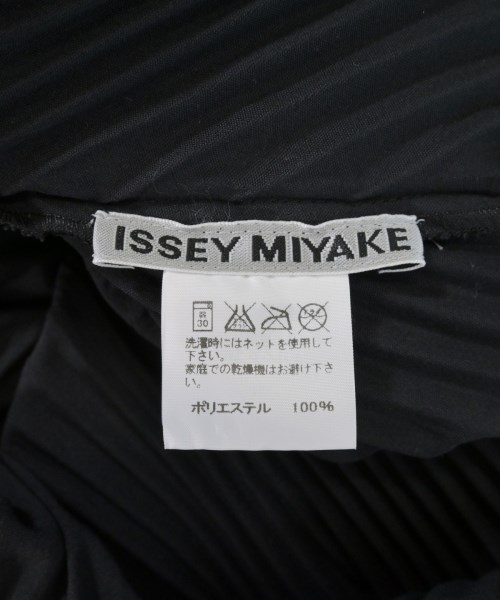 ISSEY MIYAKE
弱
30
洗濯時にはネットを使用して
下さい。
家庭での乾燥機はお避け下さ
い。
ポリエステル 100%